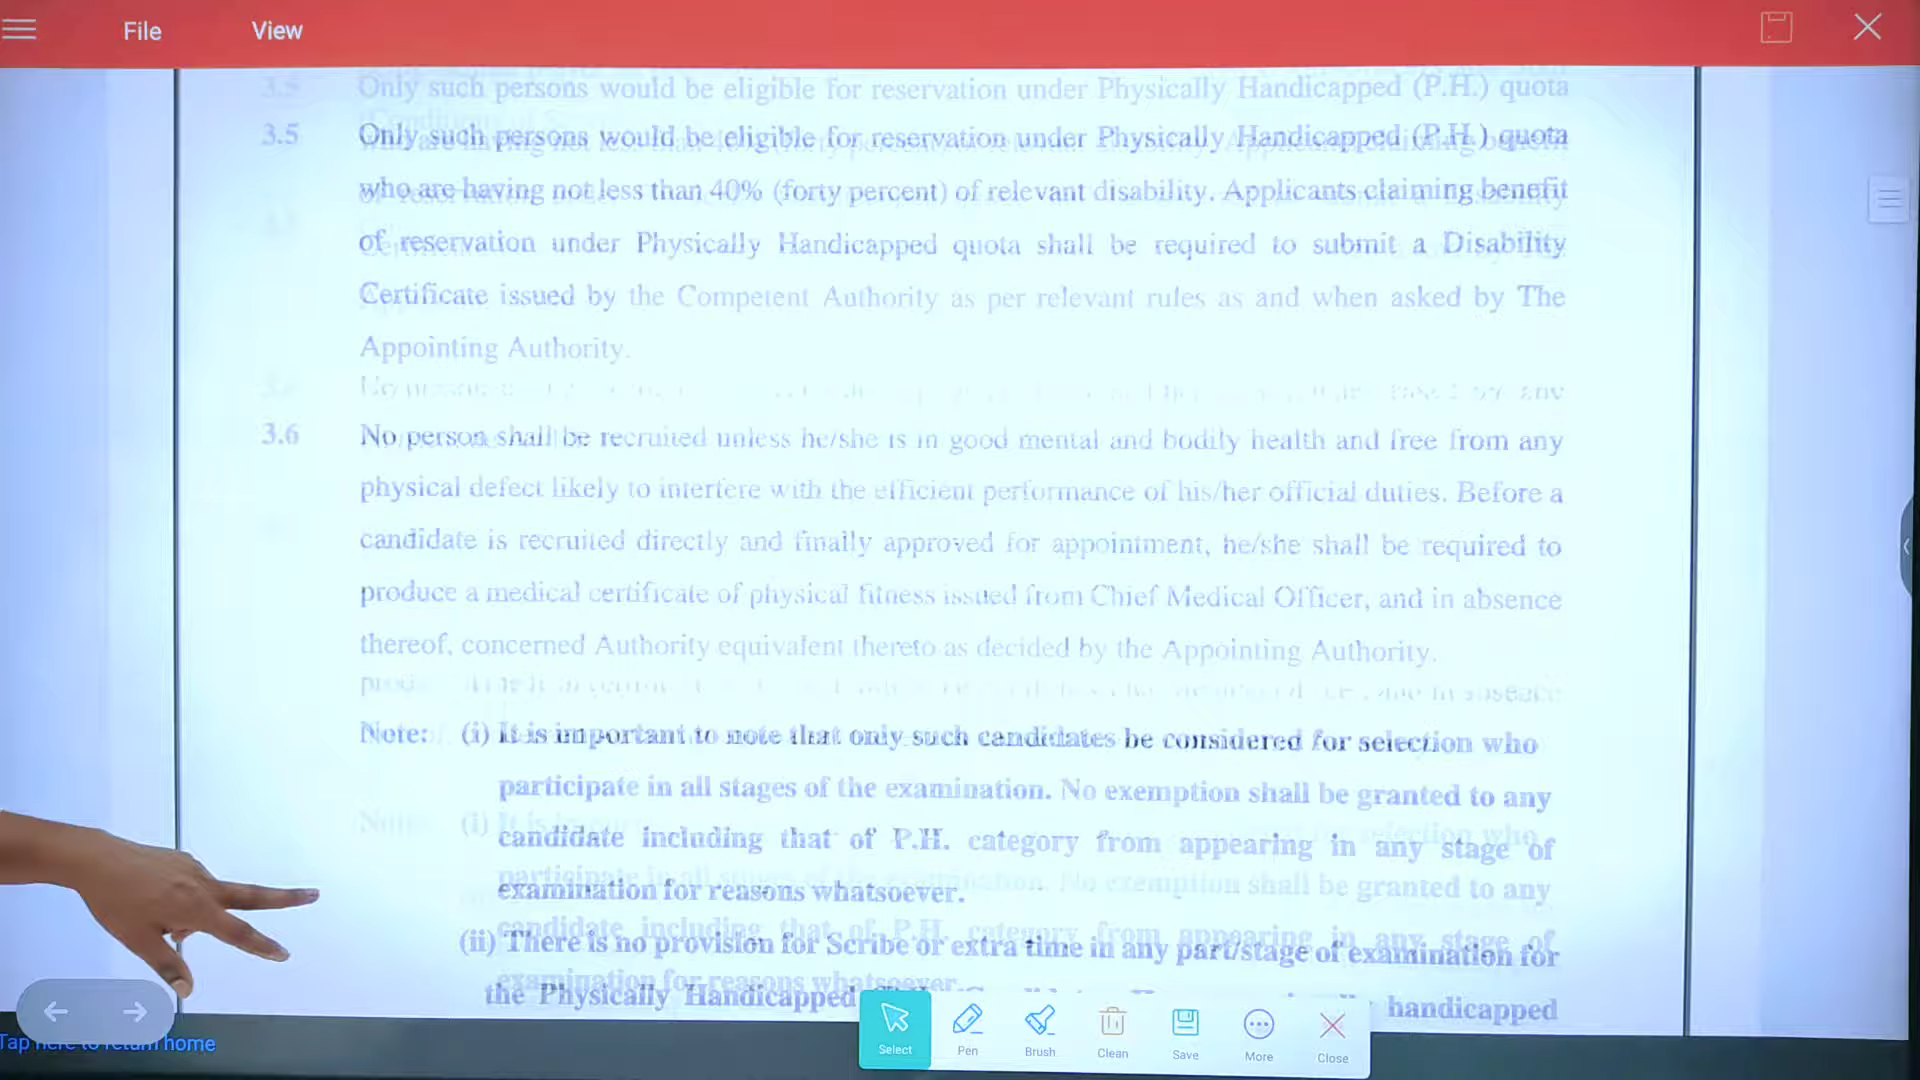 File View
3.5 Only such persons would be eligible for reservation under Physically Handicapped (P.H.) quota
3.5 Only such persons would be eligible for reservation under Physically Handicapped (P.H.) quota
who are having not less than 40% (forty percent) of relevant disability. Applicants claiming benefit
of reservation under Physically Handicapped quota shall be required to submit a Disability
Certificate issued by the Competent Authority as per relevant rules as and when asked by The
Appointing Authority.
3.6 No person shall be recruited unless he/she is in good mental and bodily health and free from any
physical defect likely to interfere with the efficient performance of his/her official duties. Before a
candidate is recruited directly and finally approved for appointment, he/she shall be required to
produce a medical certificate of physical fitness issued from Chief Medical Officer, and in absence
thereof, concerned Authority equivalent thereto as decided by the Appointing Authority.
Note: (i) It is important to note that only such candidates be considered for selection who
participate in all stages of the examination. No exemption shall be granted to any
candidate including that of P.H. category from appearing in any stage of
examination for reasons whatsoever.
(ii) There is no provision for Scribe or extra time in any part/stage of examination for
the Physically Handicapped handicapped
Tap here to return home
Select Pen Brush Clean Save More Close